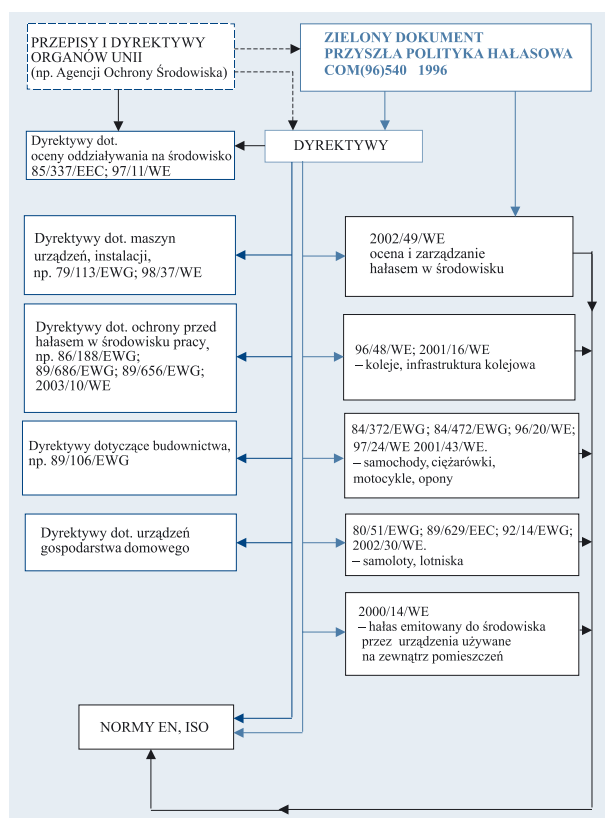 PRZEPISY I DYREKTYWY
ORGANÓW UNII
(np. Agencji Ochrony Środowiska)
ZIELONY DOKUMENT
PRZYSZŁA POLITYKA HAŁASOWA
COM(96)540 1996
Dyrektywy dot.
oceny oddziaływania na środowisko
85/337/EEC; 97/11/WE
DYREKTYWY
Dyrektywy dot. maszyn
urządzeń, instalacji,
np. 79/113/EWG; 98/37/WE
2002/49/WE
ocena i zarządzanie
hałasem w środowisku
Dyrektywy dot. ochrony przed
hałasem w środowisku pracy,
np. 86/188/EWG;
89/686/EWG; 89/656/EWG;
2003/10/WE
96/48/WE; 2001/16/WE
– koleje, infrastruktura kolejowa
Dyrektywy dotyczące budownictwa,
np. 89/106/EWG
84/372/EWG; 84/472/EWG; 96/20/WE;
97/24/WE 2001/43/WE.
– samochody, ciężarówki,
motocykle, opony
Dyrektywy dot. urządzeń
gospodarstwa domowego
80/51/EWG; 89/629/EEC; 92/14/EWG;
2002/30/WE.
– samoloty, lotniska
2000/14/WE
– hałas emitowany do środowiska
przez urządzenia używane
na zewnątrz pomieszczeń
NORMY EN, ISO